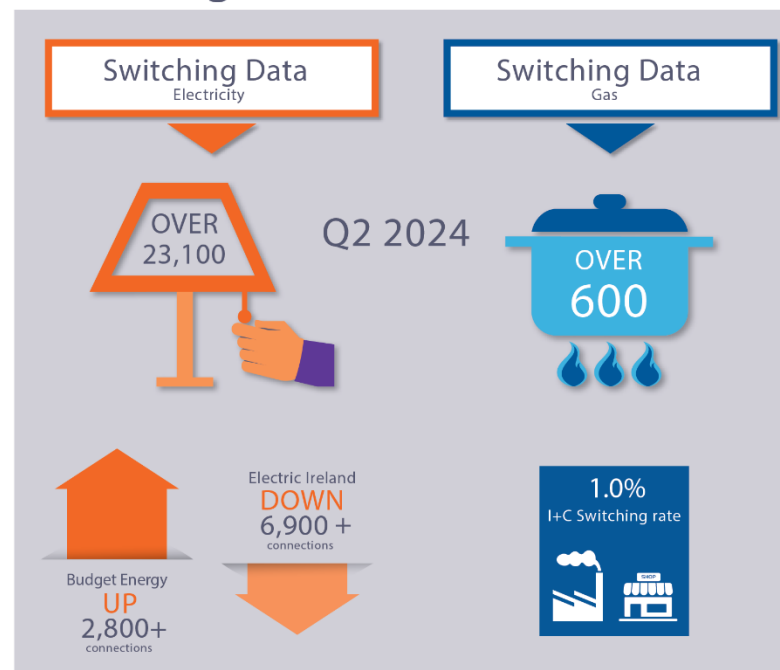 Switching Data
Electricity
Switching Data
Gas
OVER
23,100
Q2 2024
OVER
600
Electric Ireland
DOWN
6,900 +
connections
Budget Energy
UP
2,800+
connections
1.0%
I+C Switching rate
SHOP